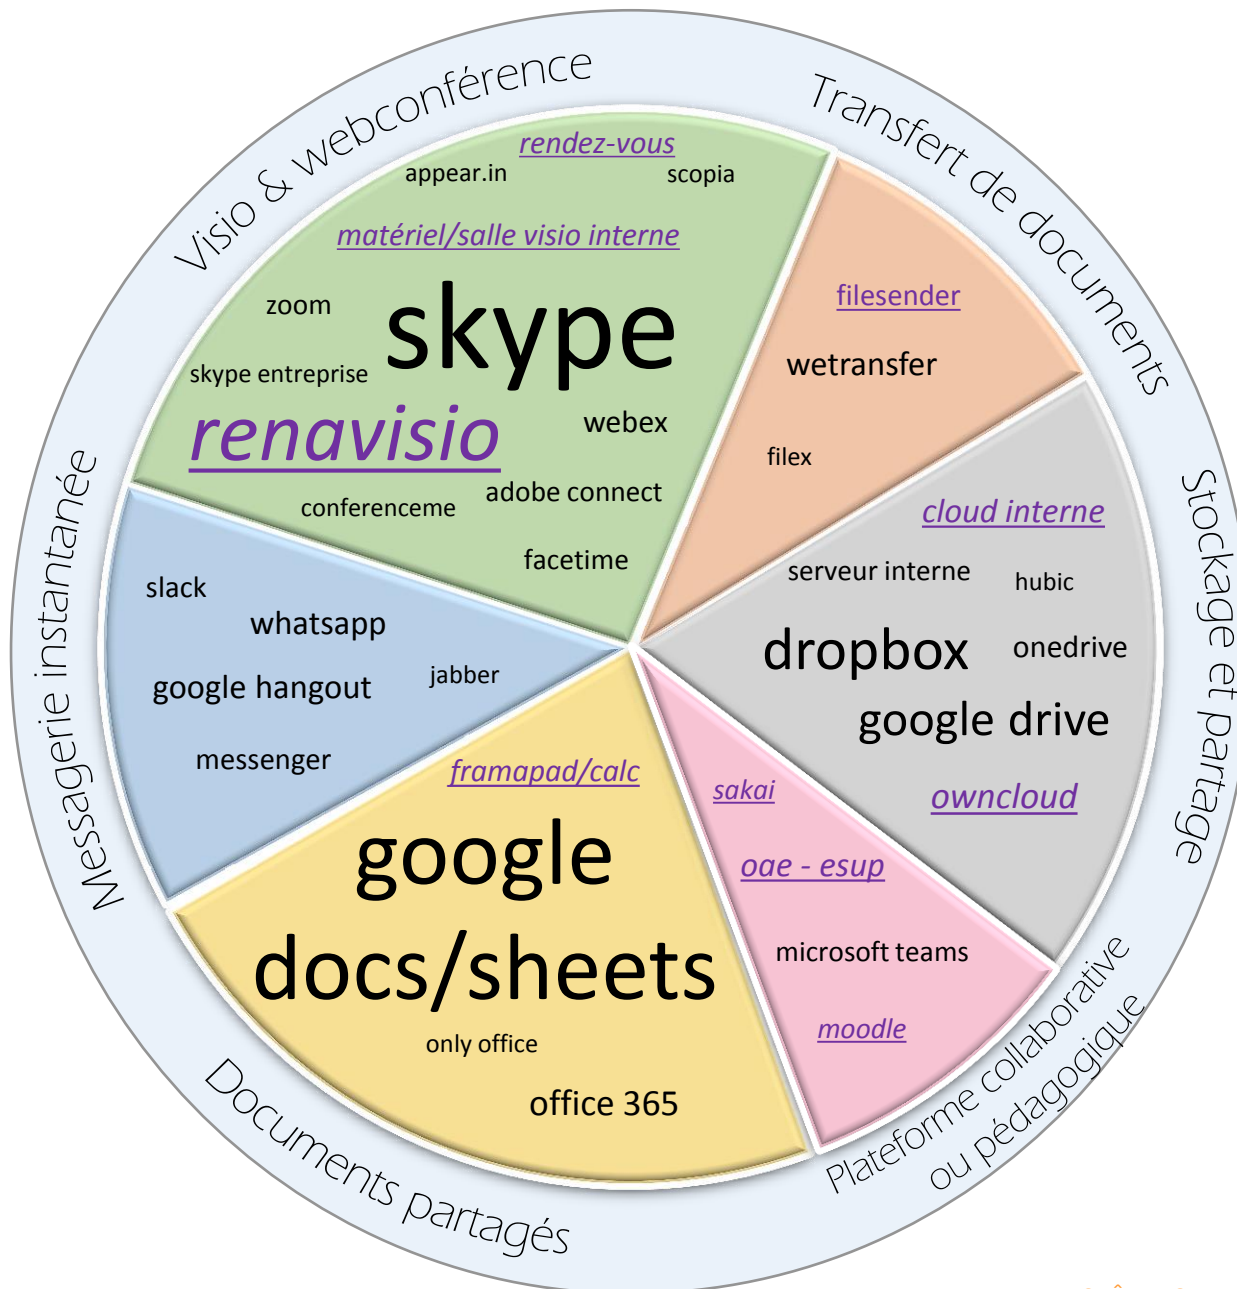 Visio & webconférence
rendez-vous
appear.in
scopia
matériel/salle visio interne
zoom
skype
skype entreprise
renavisio
webex
conferenceme
adobe connect
facetime
Transfert de documents
filesender
wetransfer
filex
Stockage et partage
cloud interne
serveur interne
hubic
dropbox
onedrive
google drive
owncloud
Plateforme collaborative
ou pédagogique
sakai
oae - esup
microsoft teams
moodle
Documents partagés
framapad/calc
google
docs/sheets
only office
office 365
Messagerie instantanée
slack
whatsapp
jabber
google hangout
messenger